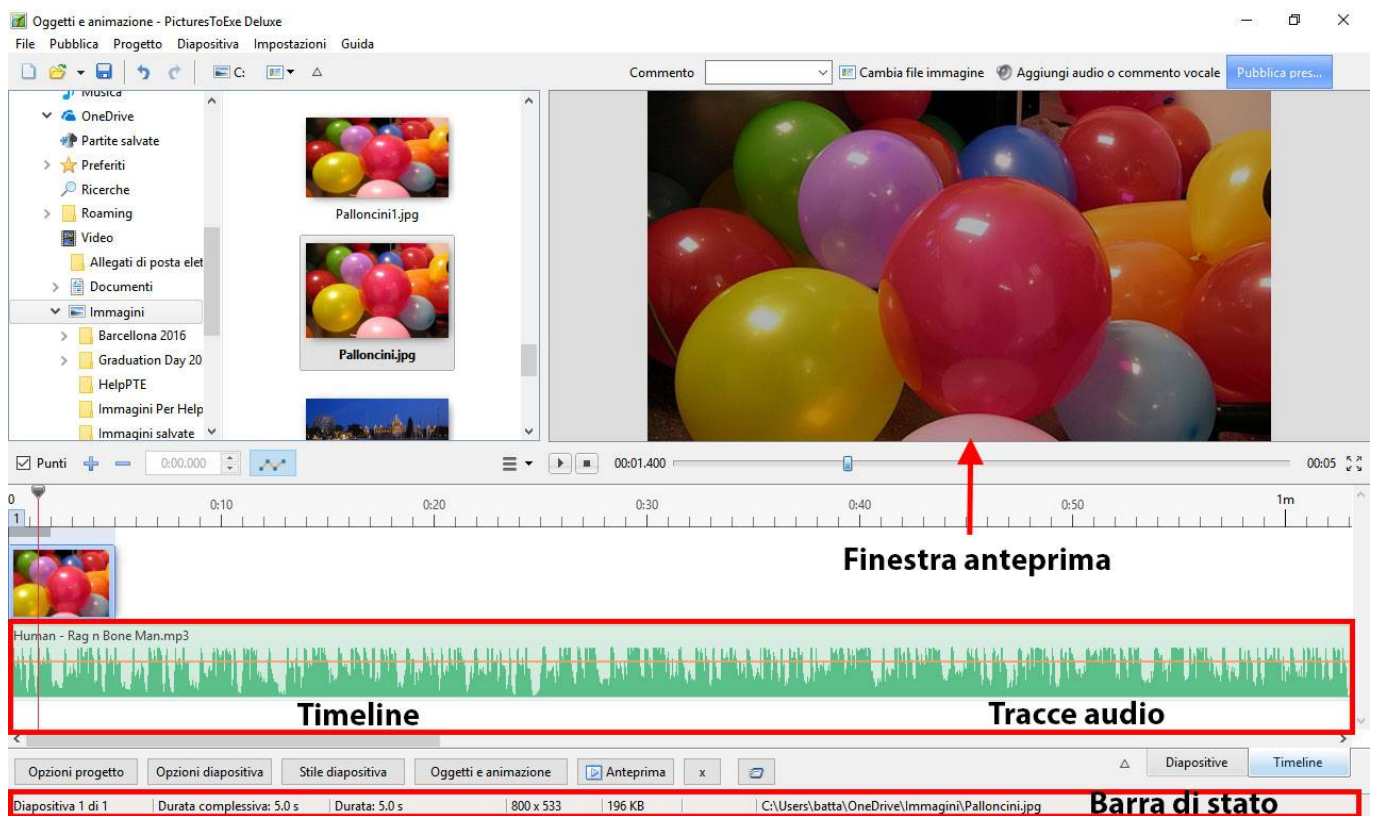 Oggetti e animazione - PicturesToExe Deluxe
File Pubblica Progetto Diapositiva Impostazioni Guida
C:
Commento
Cambia file immagine
Aggiungi audio o commento vocale
Pubblica pres...
Musica
OneDrive
Partite salvate
Preferiti
Ricerche
Roaming
Video
Allegati di posta elet
Documenti
Immagini
Barcellona 2016
Graduation Day 20
HelpPTE
Immagini Per Help
Immagini salvate
Palloncini1.jpg
Palloncini.jpg
Punti
0:00.000
00:01.400
00:05
0 0:10 0:20 0:30 0:40 0:50 1m
1
Finestra anteprima
Human - Rag n Bone Man.mp3
Timeline
Tracce audio
Opzioni progetto
Opzioni diapositiva
Stile diapositiva
Oggetti e animazione
Anteprima
x
Diapositive
Timeline
Diapositiva 1 di 1
Durata complessiva: 5.0 s
Durata: 5.0 s
800 x 533
196 KB
C:\Users\batta\OneDrive\Immagini\Palloncini.jpg
Barra di stato